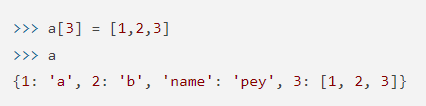 >>> a[3] = [1,2,3]
>>> a
{1: 'a', 2: 'b', 'name': 'pey', 3: [1, 2, 3]}